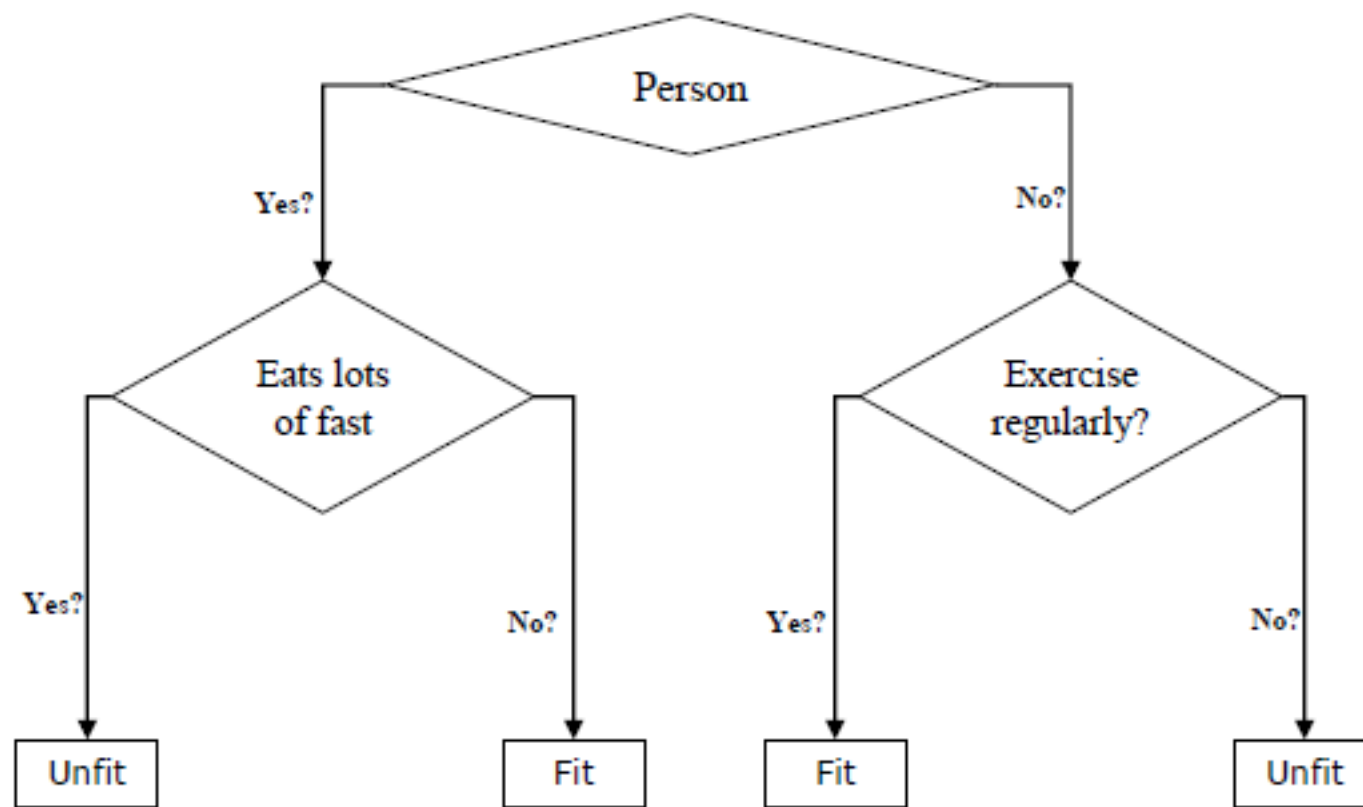 Person
Yes?
No?
Eats lots
of fast
Exercise
regularly?
Yes?
No?
Yes?
No?
Unfit
Fit
Fit
Unfit